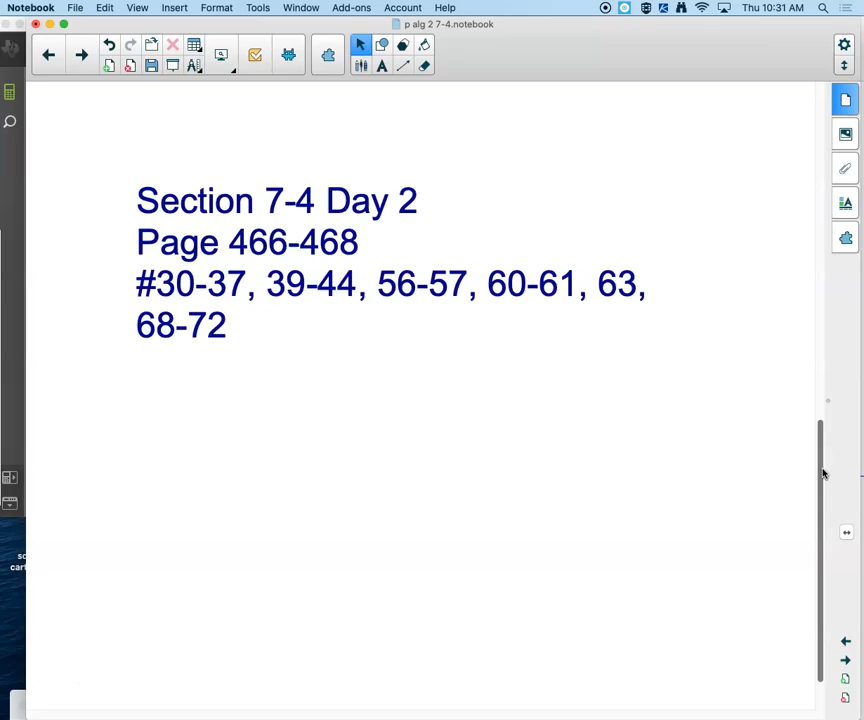 Notebook File Edit View Insert Format Tools Window Add-ons Account Help Thu 10:31 AM
p alg 2 7-4.notebook
Section 7-4 Day 2
Page 466-468
#30-37, 39-44, 56-57, 60-61, 63,
68-72
sc
cart